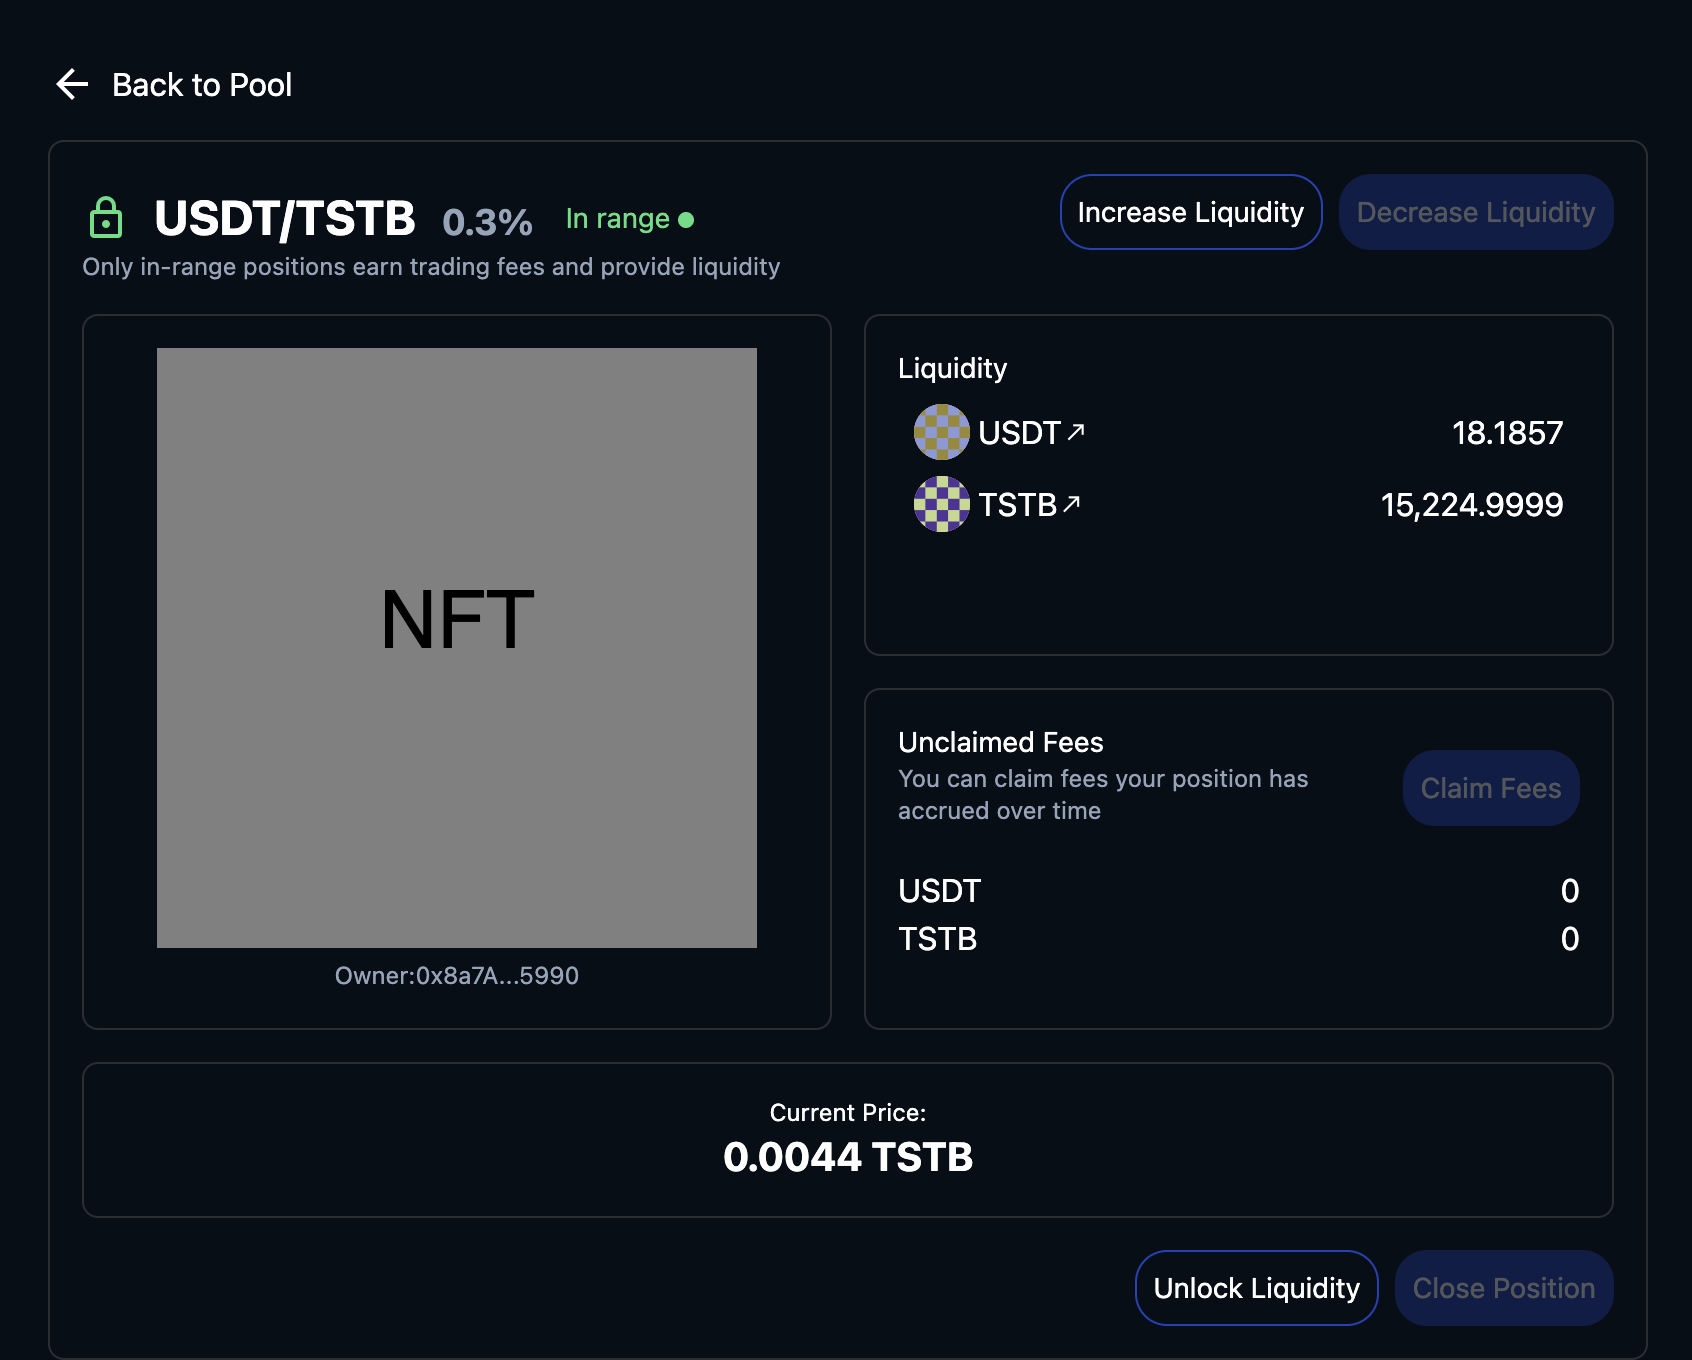 Back to Pool
USDT/TSTB 0.3% In range
Increase Liquidity
Decrease Liquidity
Only in-range positions earn trading fees and provide liquidity
NFT
Owner:0x8a7A...5990
Liquidity
USDT↗ 18.1857
TSTB↗ 15,224.9999
Unclaimed Fees
You can claim fees your position has
accrued over time
Claim Fees
USDT 0
TSTB 0
Current Price:
0.0044 TSTB
Unlock Liquidity
Close Position